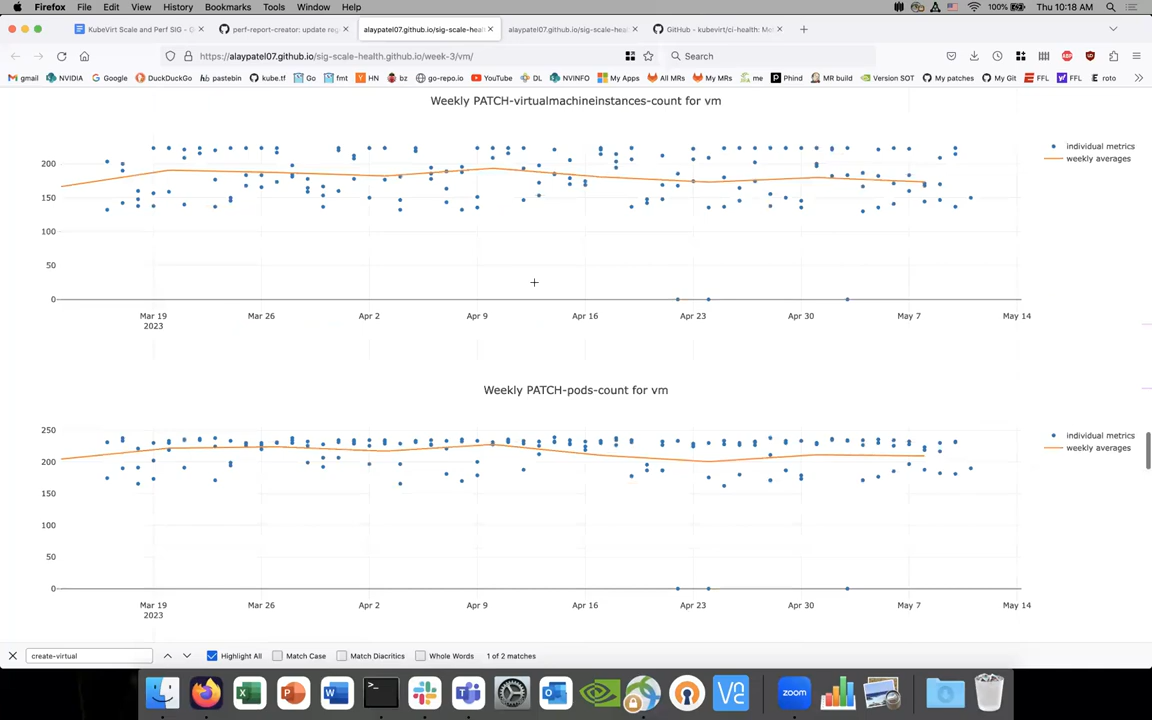 Firefox File Edit View History Bookmarks Tools Window Help 100% Thu 10:18 AM
KubeVirt Scale and Perf SIG - G × perf-report-creator: update reg × alaypatel07.github.io/sig-scale-healt × alaypatel07.github.io/sig-scale-heal × GitHub - kubevirt/ci-health: Mo × +
https://alaypatel07.github.io/sig-scale-health.github.io/week-3/vm/ Search
gmail NVIDIA Google DuckDuckGo pastebin kube.tf Go fmt HN bz go-repo.io YouTube DL NVINFO My Apps All MRs My MRs me Phind MR build Version SOT My patches My Git FFL FFL roto
Weekly PATCH-virtualmachineinstances-count for vm
individual metrics
weekly averages
200
150
100
50
0
Mar 19 Mar 26 Apr 2 Apr 9 Apr 16 Apr 23 Apr 30 May 7 May 14
2023
Weekly PATCH-pods-count for vm
250
individual metrics
weekly averages
200
150
100
50
0
Mar 19 Mar 26 Apr 2 Apr 9 Apr 16 Apr 23 Apr 30 May 7 May 14
2023
create-virtual Highlight All Match Case Match Diacritics Whole Words 1 of 2 matches
zoom